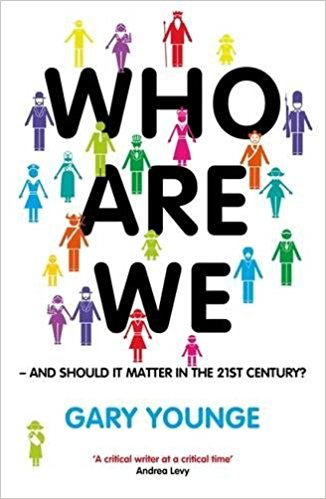 WHO
ARE
WE
– AND SHOULD IT MATTER IN THE 21ST CENTURY?
GARY YOUNGE
‘A critical writer at a critical time’
Andrea Levy